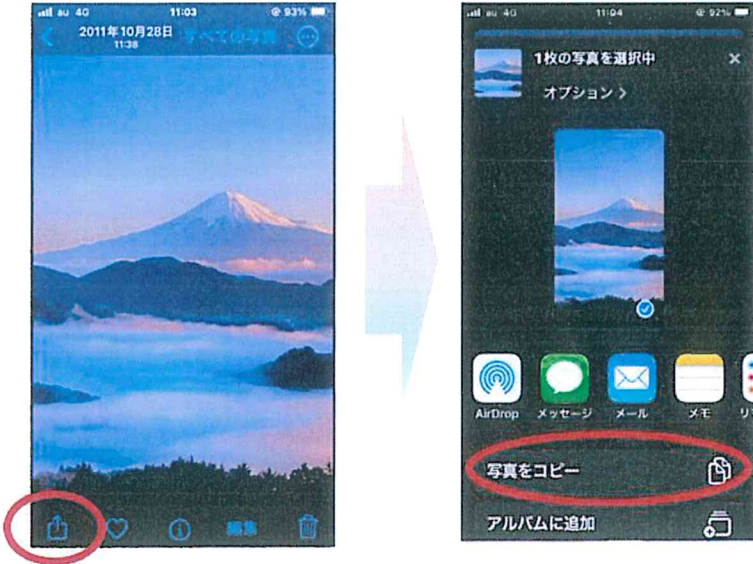 au 4G 11:03 93%
2011年10月28日 すべての写真
11:38
編集
au 4G 11:04 92%
1枚の写真を選択中
オプション >
AirDrop メッセージ メール メモ
写真をコピー
アルバムに追加